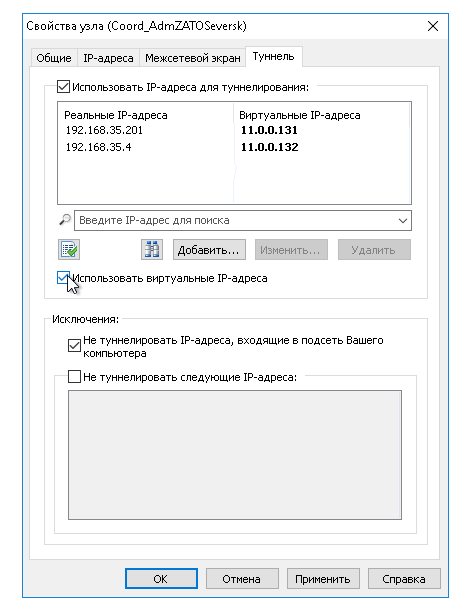 Свойства узла (Coord_AdmZATOSeversk)
Общие IP-адреса Межсетевой экран Туннель
Использовать IP-адреса для туннелирования:
Реальные IP-адреса Виртуальные IP-адреса
192.168.35.201 11.0.0.131
192.168.35.4 11.0.0.132
Введите IP-адрес для поиска
Добавить... Изменить... Удалить
Использовать виртуальные IP-адреса
Исключения:
Не туннелировать IP-адреса, входящие в подсеть Вашего
компьютера
Не туннелировать следующие IP-адреса:
OK Отмена Применить Справка